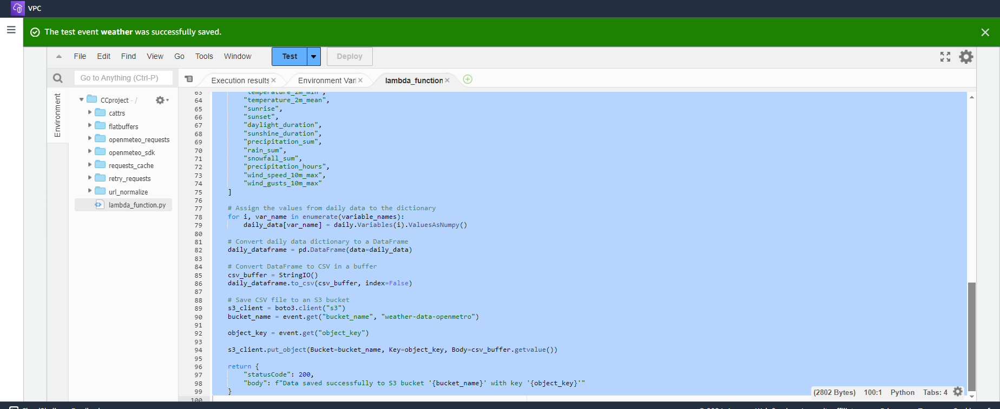 VPC
The test event weather was successfully saved.
File Edit Find View Go Tools Window Test Deploy
Go to Anything (Ctrl-P)
Execution results Environment Vari lambda_function
Environment
CCproject - /
cattrs
flatbuffers
openmeteo_requests
openmeteo_sdk
requests_cache
retry_requests
url_normalize
lambda_function.py
63 "temperature_2m_min",
64 "temperature_2m_mean",
65 "sunrise",
66 "sunset",
67 "daylight_duration",
68 "sunshine_duration",
69 "precipitation_sum",
70 "rain_sum",
71 "snowfall_sum",
72 "precipitation_hours",
73 "wind_speed_10m_max",
74 "wind_gusts_10m_max"
75 ]
76
77 # Assign the values from daily data to the dictionary
78 for i, var_name in enumerate(variable_names):
79 daily_data[var_name] = daily.Variables(i).ValuesAsNumpy()
80
81 # Convert daily data dictionary to a DataFrame
82 daily_dataframe = pd.DataFrame(data=daily_data)
83
84 # Convert DataFrame to CSV in a buffer
85 csv_buffer = StringIO()
86 daily_dataframe.to_csv(csv_buffer, index=False)
87
88 # Save CSV file to an S3 bucket
89 s3_client = boto3.client("s3")
90 bucket_name = event.get("bucket_name", "weather-data-openmetro")
91
92 object_key = event.get("object_key")
93
94 s3_client.put_object(Bucket=bucket_name, Key=object_key, Body=csv_buffer.getvalue())
95
96 return {
97 "statusCode": 200,
98 "body": f"Data saved successfully to S3 bucket '{bucket_name}' with key '{object_key}'"
99 }
100
(2802 Bytes) 100:1 Python Tabs: 4